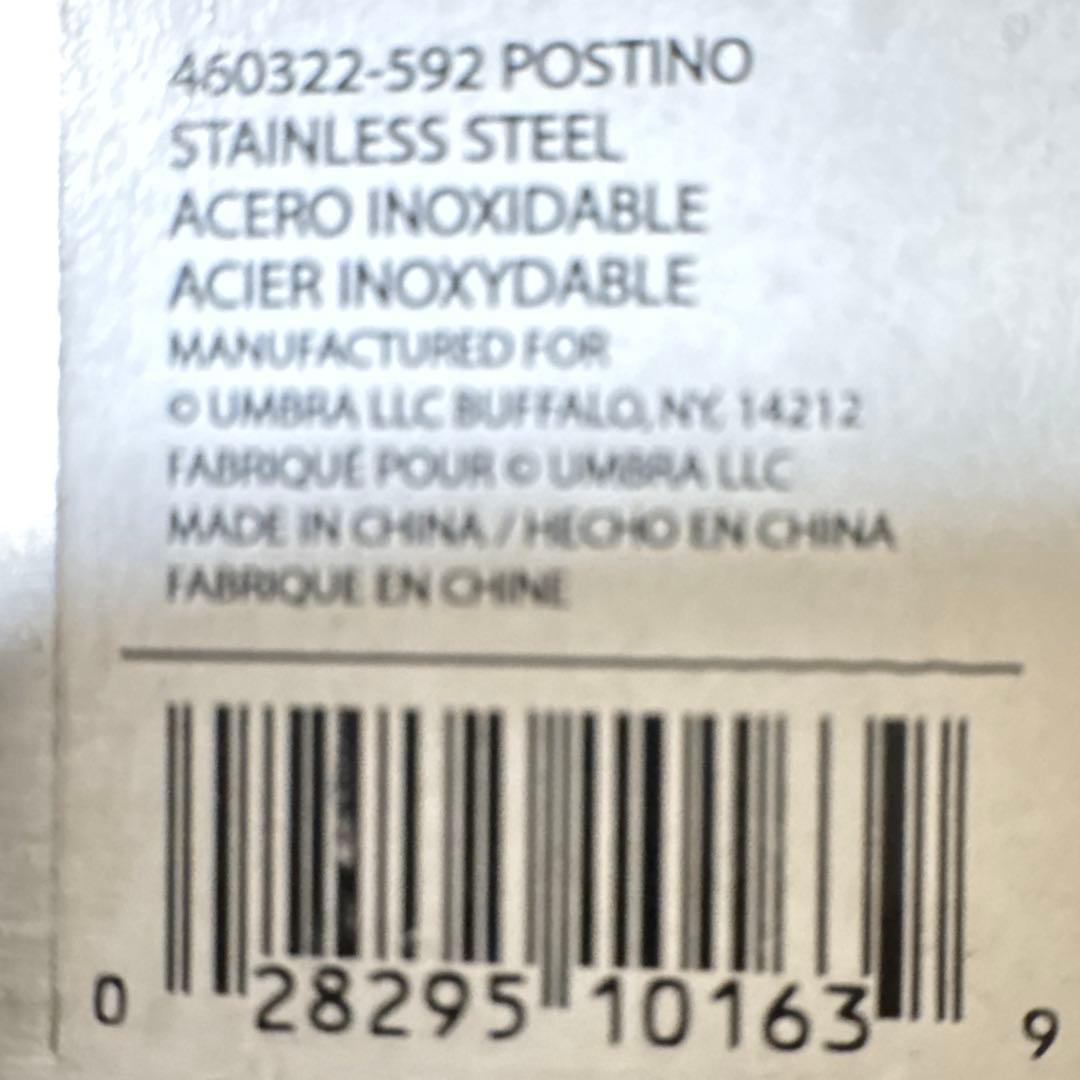 460322-592 POSTINO
STAINLESS STEEL
ACERO INOXIDABLE
ACIER INOXYDABLE
MANUFACTURED FOR
© UMBRA LLC BUFFALO, NY, 14212
FABRIQUÉ POUR © UMBRA LLC
MADE IN CHINA / HECHO EN CHINA
FABRIQUE EN CHINE
0 28295 10163 9